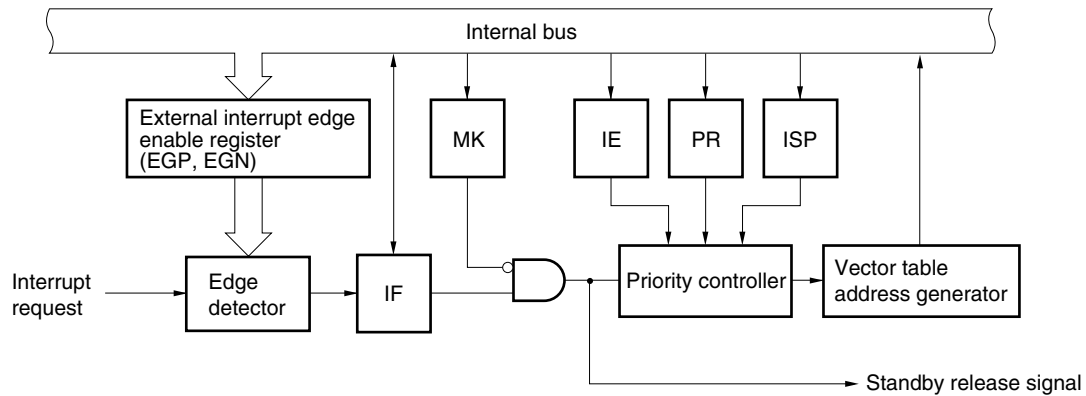 Internal bus
External interrupt edge
enable register
(EGP, EGN)
MK
IE
PR
ISP
Interrupt
request
Edge
detector
IF
Priority controller
Vector table
address generator
Standby release signal